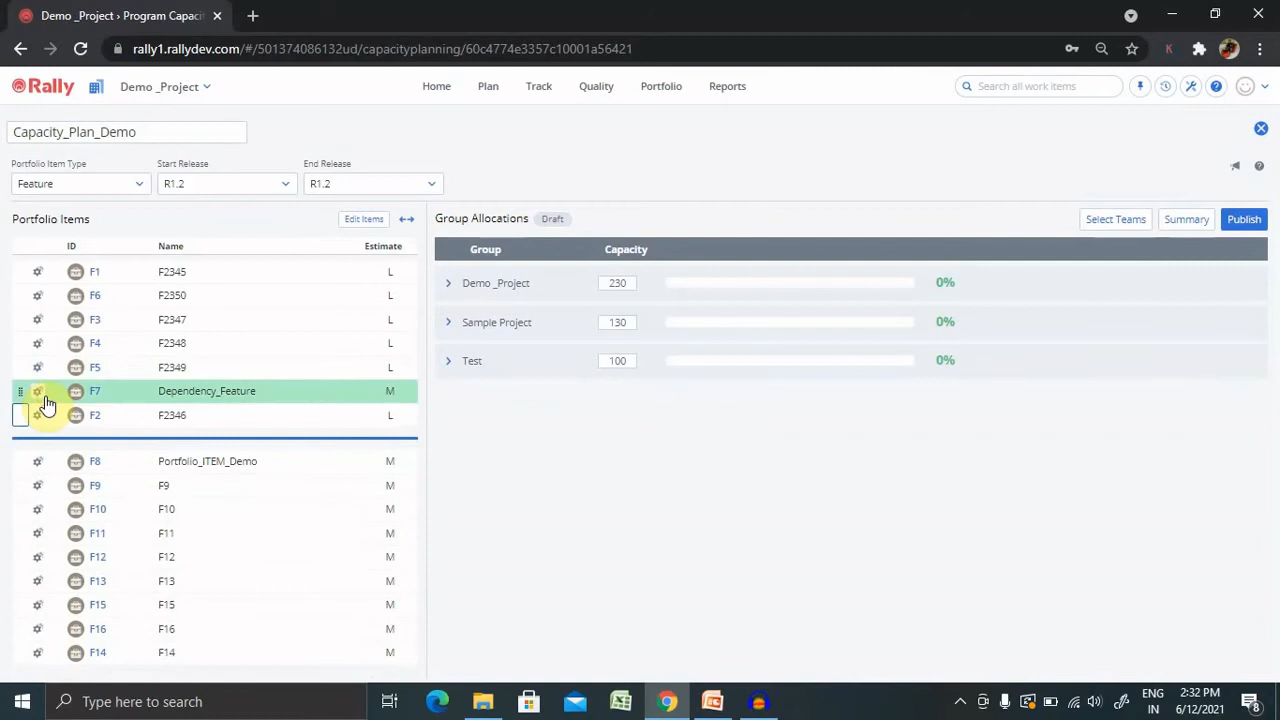 Demo _Project › Program Capaci
rally1.rallydev.com/#/501374086132ud/capacityplanning/60c4774e3357c10001a56421
K
Rally
Demo _Project
Home
Plan
Track
Quality
Portfolio
Reports
Search all work items
Capacity_Plan_Demo
Portfolio Item Type
Start Release
End Release
Feature
R1.2
R1.2
Portfolio Items
Edit Items
Group Allocations
Draft
Select Teams
Summary
Publish
ID
Name
Estimate
Group
Capacity
F1 F2345 L
F6 F2350 L
F3 F2347 L
F4 F2348 L
F5 F2349 L
F7 Dependency_Feature M
F2 F2346 L
F8 Portfolio_ITEM_Demo M
F9 F9 M
F10 F10 M
F11 F11 M
F12 F12 M
F13 F13 M
F15 F15 M
F16 F16 M
F14 F14 M
Demo _Project 230 0%
Sample Project 130 0%
Test 100 0%
Type here to search
ENG
IN
2:32 PM
6/12/2021
8